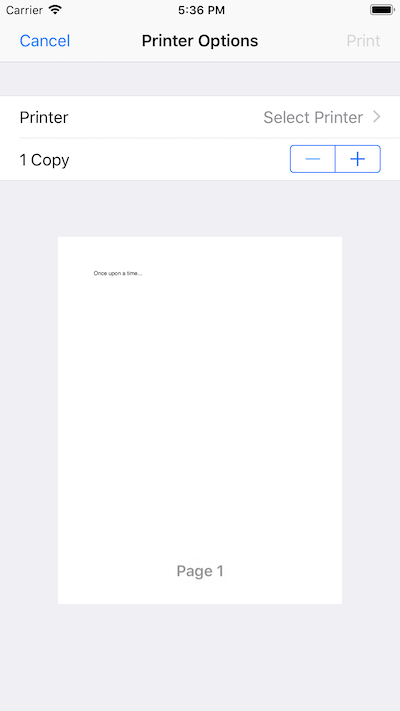 Carrier 5:36 PM
Cancel Printer Options Print
Printer Select Printer
1 Copy
Once upon a time...
Page 1